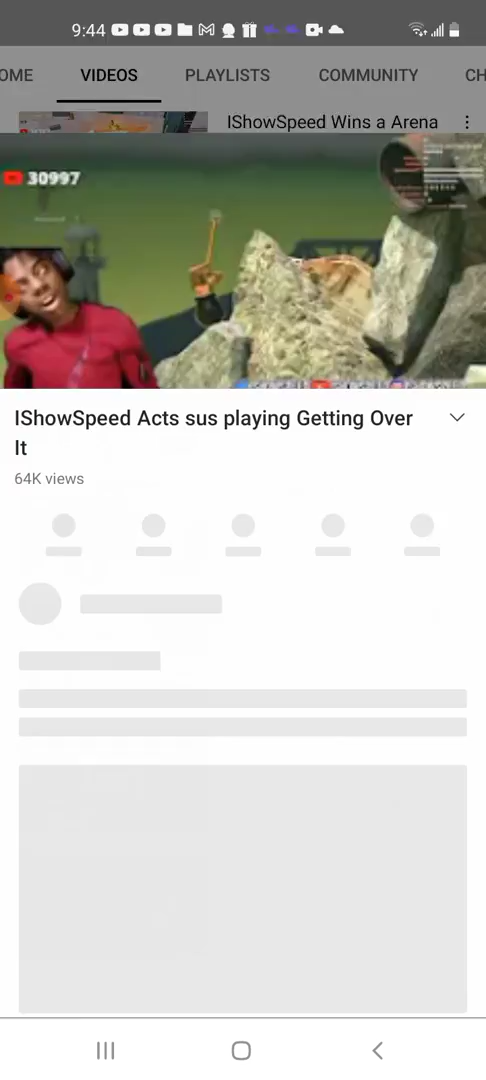 9:44
OME VIDEOS PLAYLISTS COMMUNITY CH
IShowSpeed Wins a Arena
30997
IShowSpeed Acts sus playing Getting Over
It
64K views